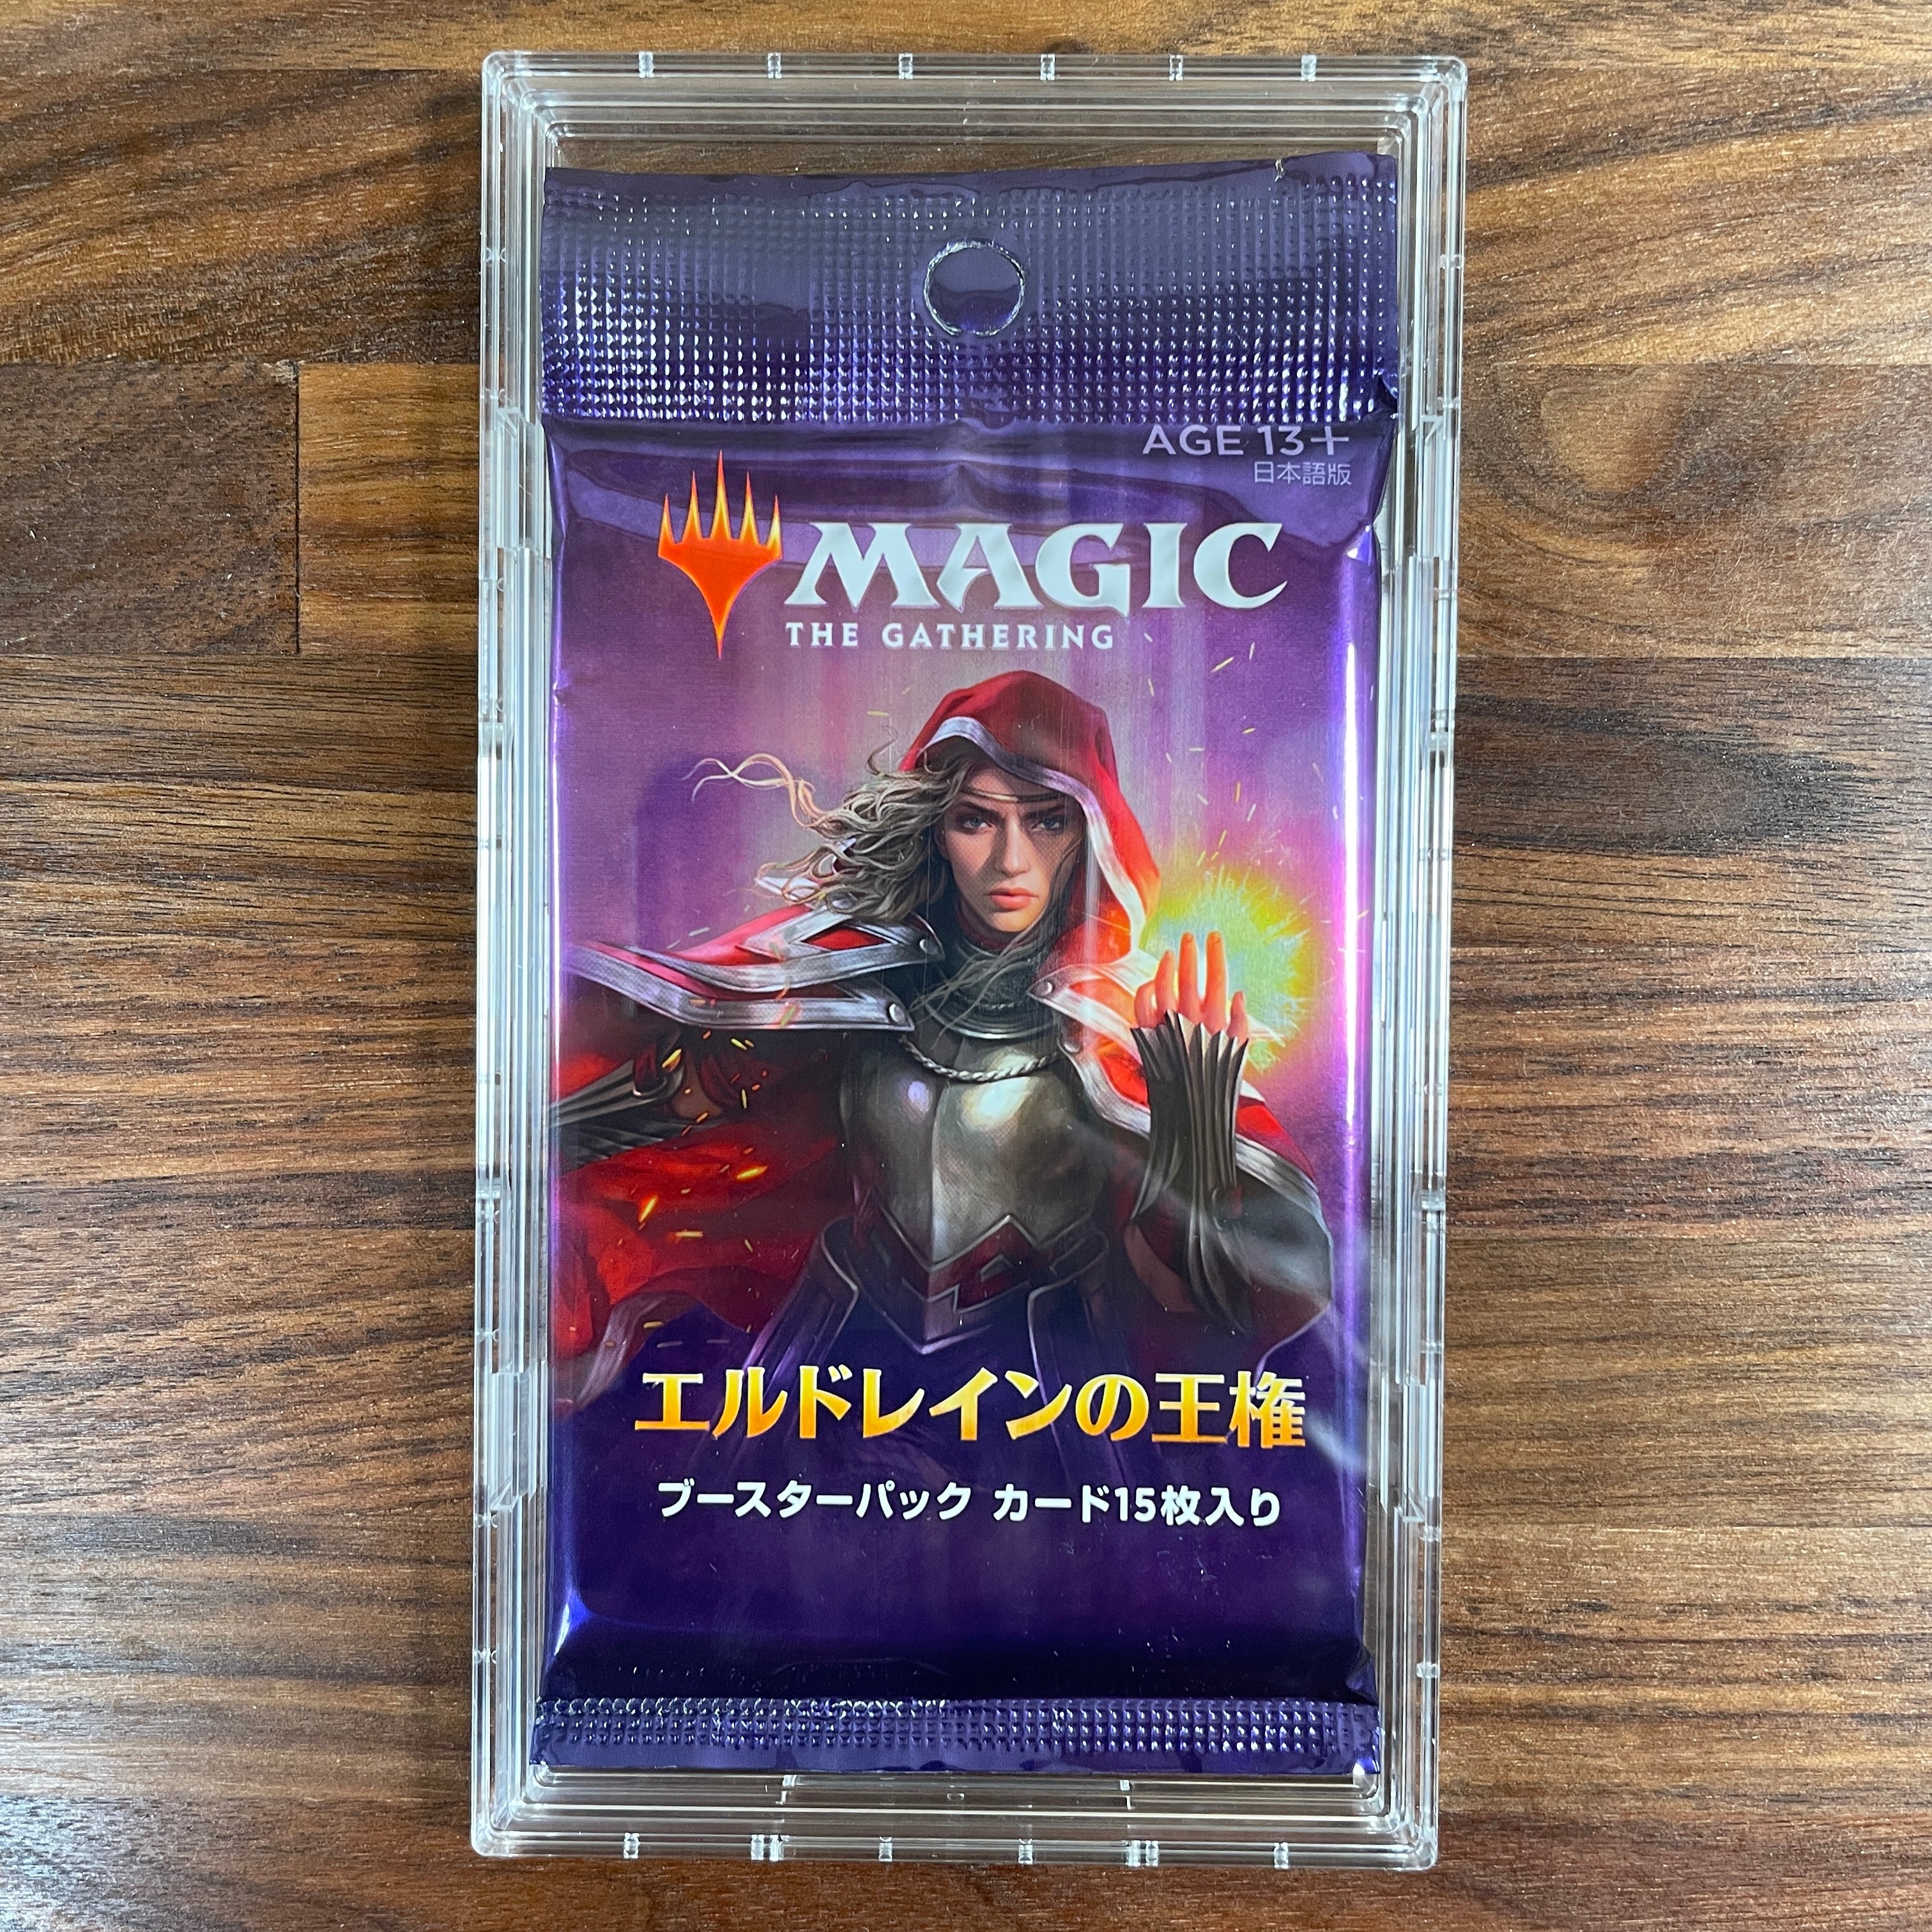 AGE 13+
日本語版
MAGIC
THE GATHERING
エルドレインの王権
ブースターパック カード15枚入り